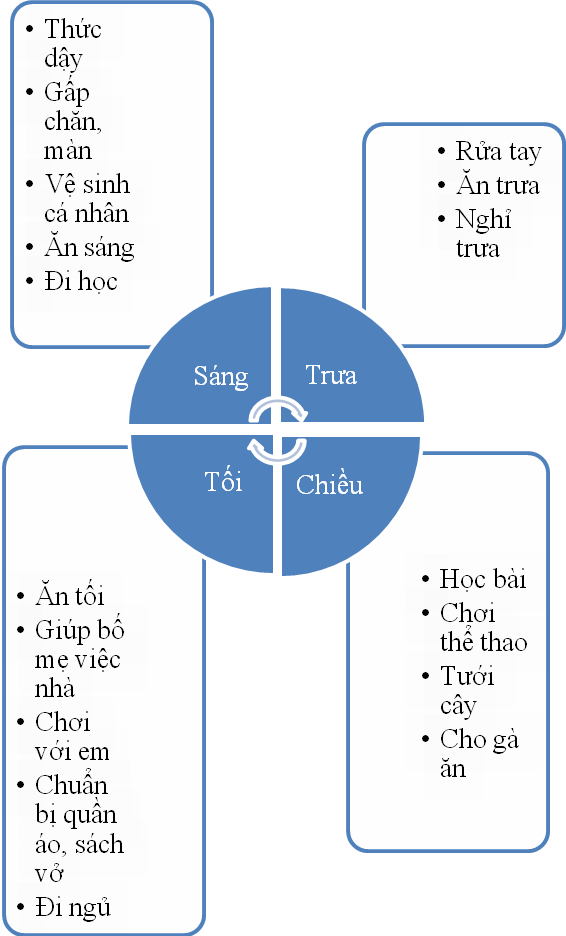 • Thức
dậy
• Gấp
chăn,
màn
• Vệ sinh
cá nhân
• Ăn sáng
• Đi học
• Rửa tay
• Ăn trưa
• Nghỉ
trưa
Sáng
Trưa
Tối
Chiều
• Ăn tối
• Giúp bố
mẹ việc
nhà
• Chơi
với em
• Chuẩn
bị quần
áo, sách
vở
• Đi ngủ
• Học bài
• Chơi
thể thao
• Tưới
cây
• Cho gà
ăn